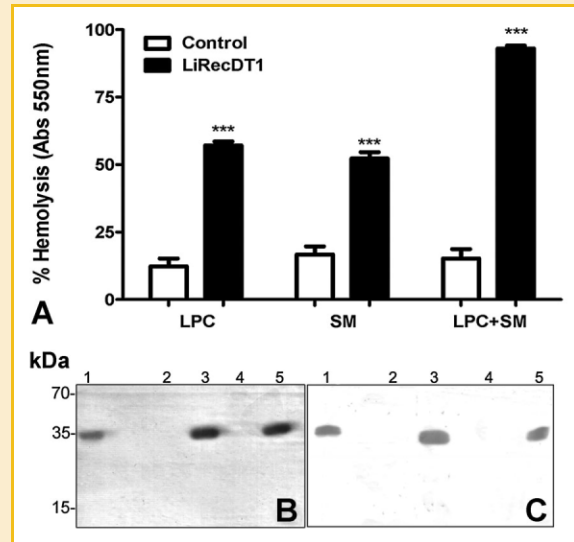 100
75
50
25
0
% Hemolysis (Abs 550nm)
Control
LiRecDT1
*** *** ***
LPC SM LPC+SM
A
kDa
1 2 3 4 5 1 2 3 4 5
70-
35-
15-
B C